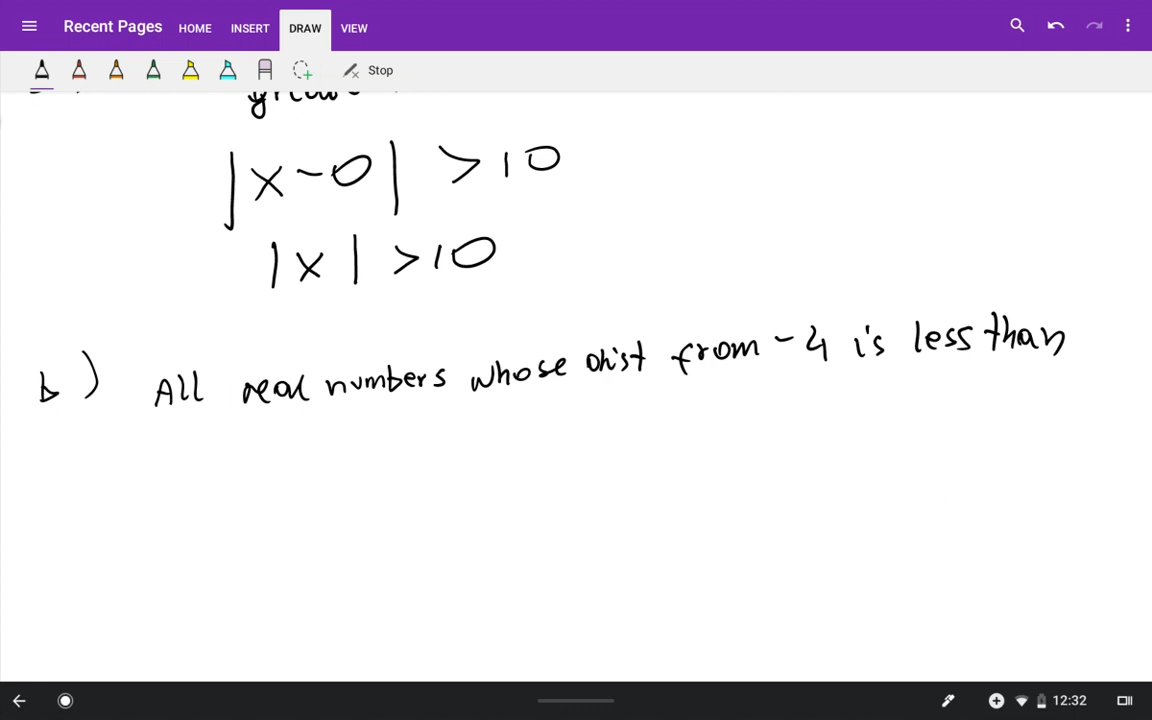 Recent Pages HOME INSERT DRAW VIEW
Stop
|x-0| >10
|x| >10
b) All real numbers whose dist from -4 is less than
12:32